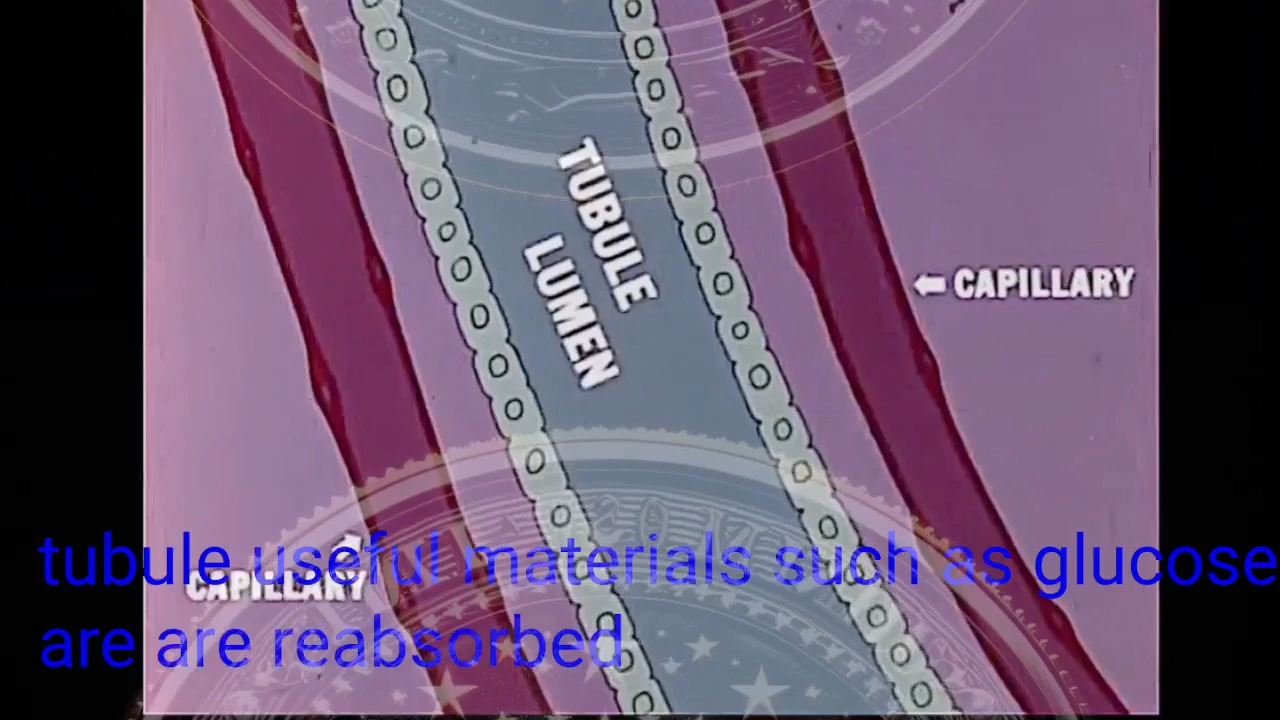 TUBULE
LUMEN
CAPILLARY
CAPILLARY
tubule useful materials such as glucose
are are reabsorbed